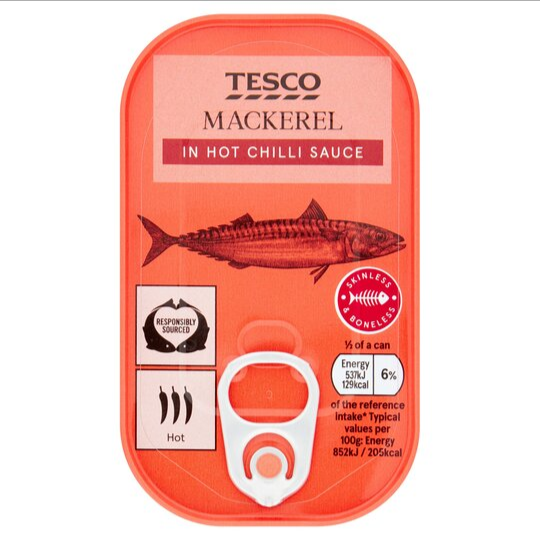 TESCO
MACKEREL
IN HOT CHILLI SAUCE
SKINLESS
& BONELESS
RESPONSIBLY
SOURCED
Hot
½ of a can
Energy
537kJ
129kcal
6%
of the reference
intake* Typical
values per
100g: Energy
852kJ / 205kcal